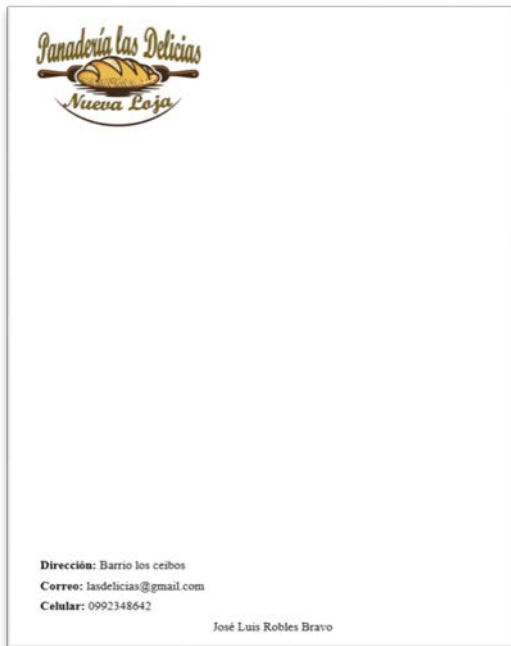 Panadería las Delicias
Nueva Loja
Dirección: Barrio los ceibos
Correo: lasdelicias@gmail.com
Celular: 0992348642
José Luis Robles Bravo